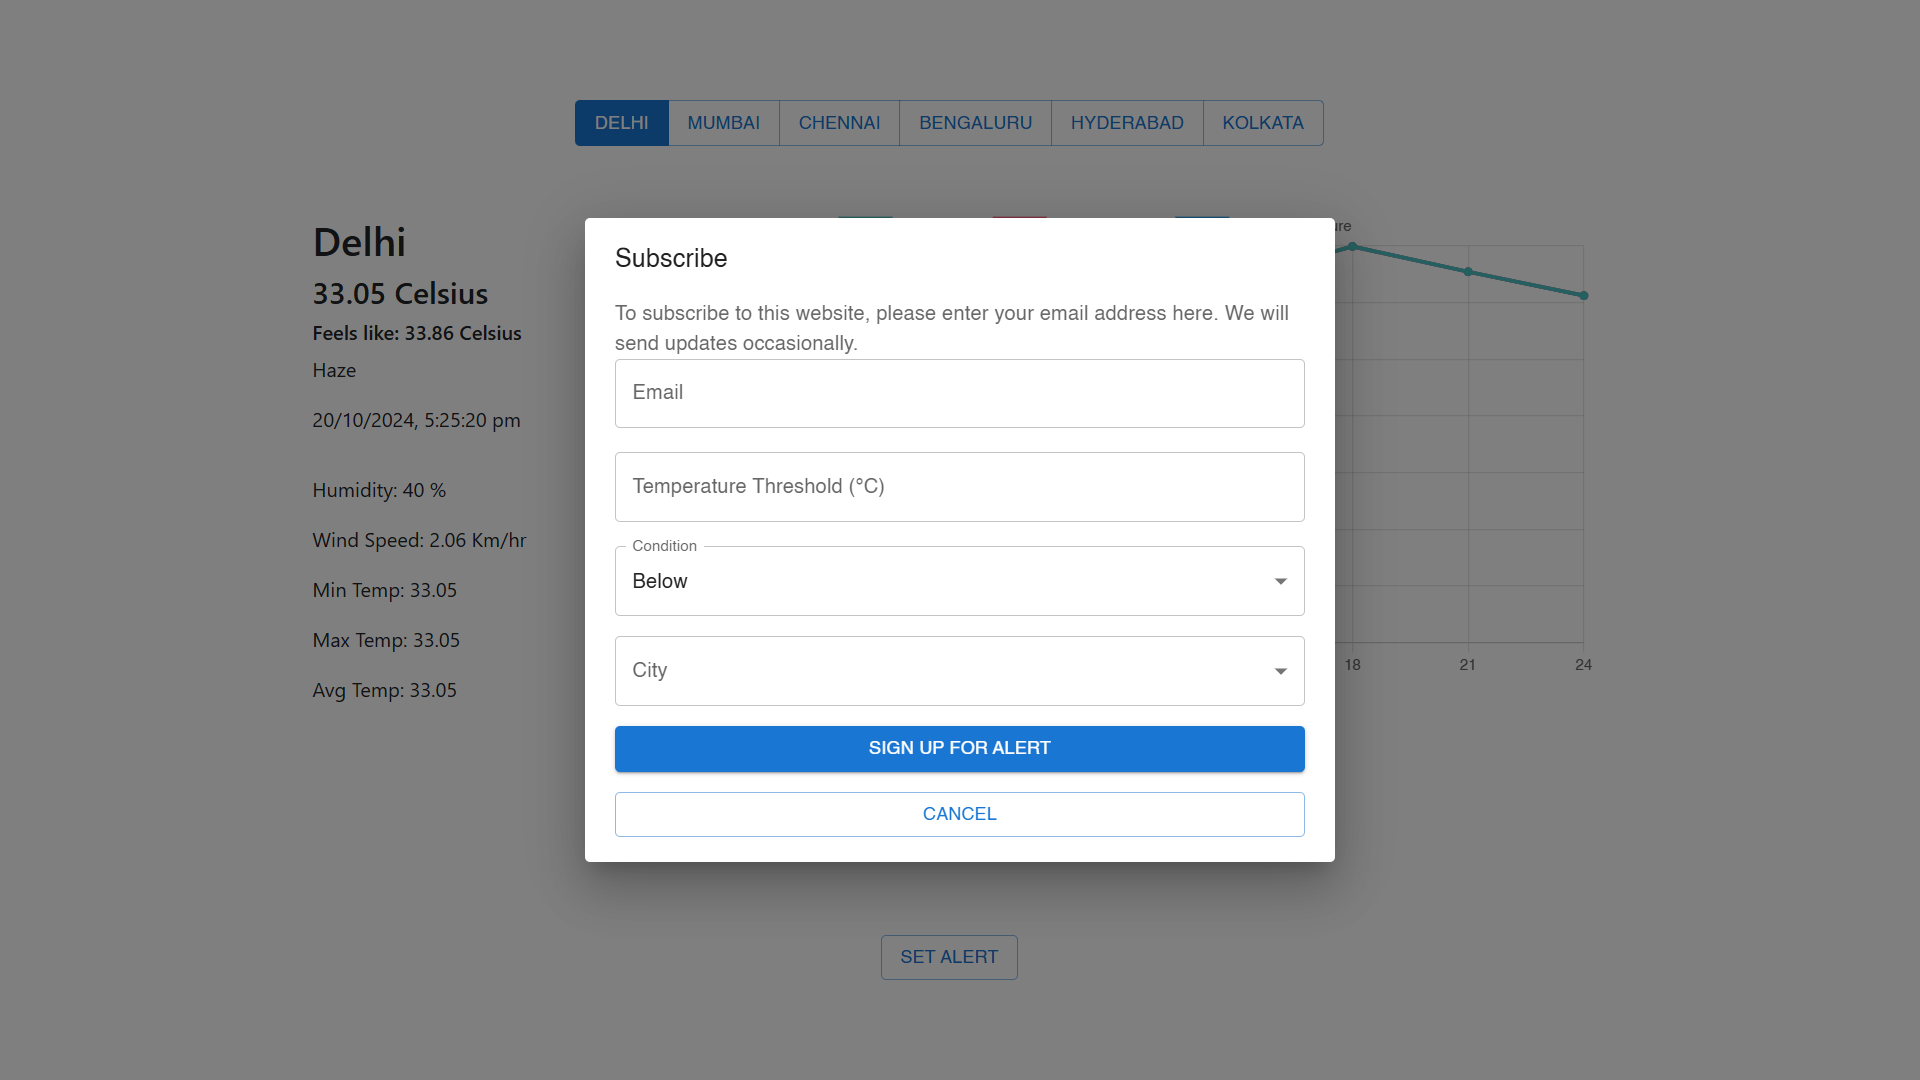 DELHI MUMBAI CHENNAI BENGALURU HYDERABAD KOLKATA
Delhi
33.05 Celsius
Feels like: 33.86 Celsius
Haze
20/10/2024, 5:25:20 pm
Humidity: 40 %
Wind Speed: 2.06 Km/hr
Min Temp: 33.05
Max Temp: 33.05
Avg Temp: 33.05
Subscribe
To subscribe to this website, please enter your email address here. We will
send updates occasionally.
Email
Temperature Threshold (°C)
Condition
Below
City
SIGN UP FOR ALERT
CANCEL
18 21 24
SET ALERT